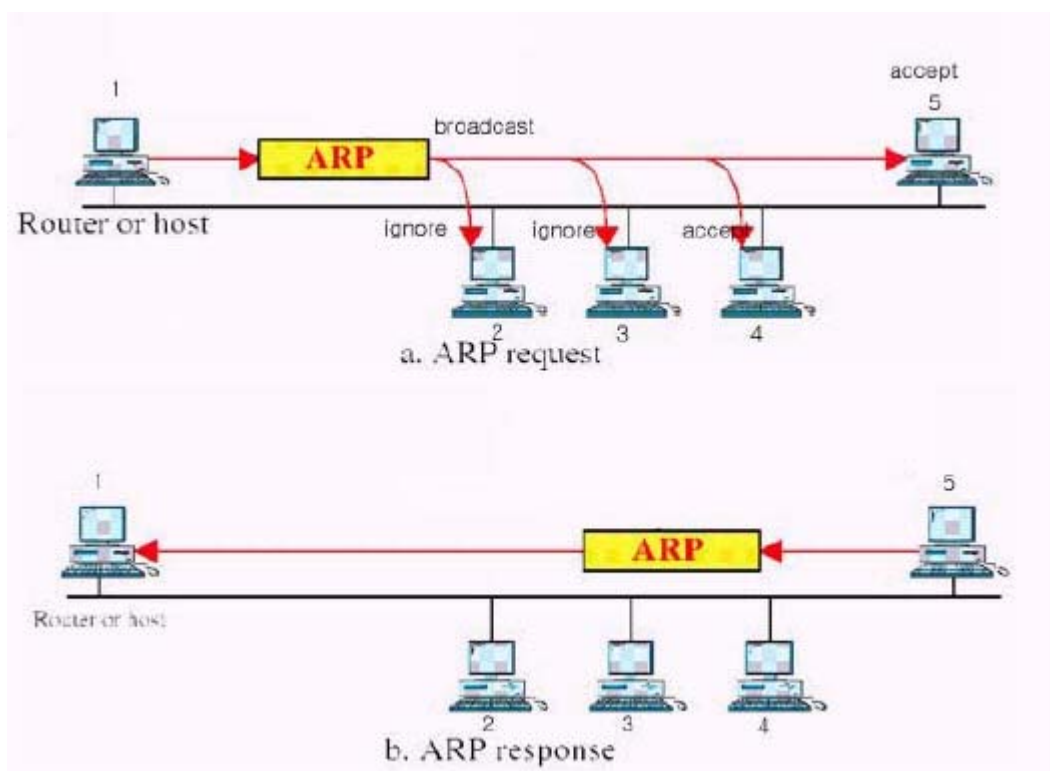 accept
1
5
broadcast
ARP
Router or host
ignore
ignore
accept
2
3
4
a. ARP request
1
5
ARP
Router or host
2
3
4
b. ARP response